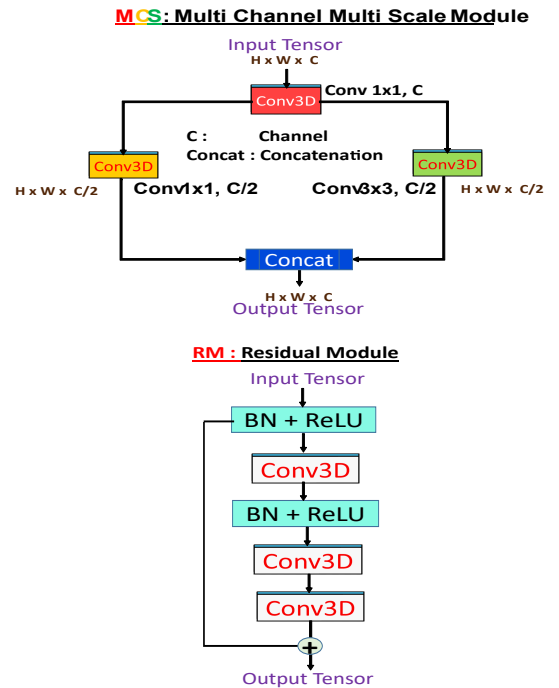 MCS: Multi Channel Multi Scale Module
Input Tensor
H x W x C
Conv 1x1, C
Conv3D
C : Channel
Concat : Concatenation
Conv3D
Conv3D
H x W x C/2
Conv1x1, C/2
Conv3x3, C/2
H x W x C/2
Concat
H x W x C
Output Tensor
RM : Residual Module
Input Tensor
BN + ReLU
Conv3D
BN + ReLU
Conv3D
Conv3D
+
Output Tensor